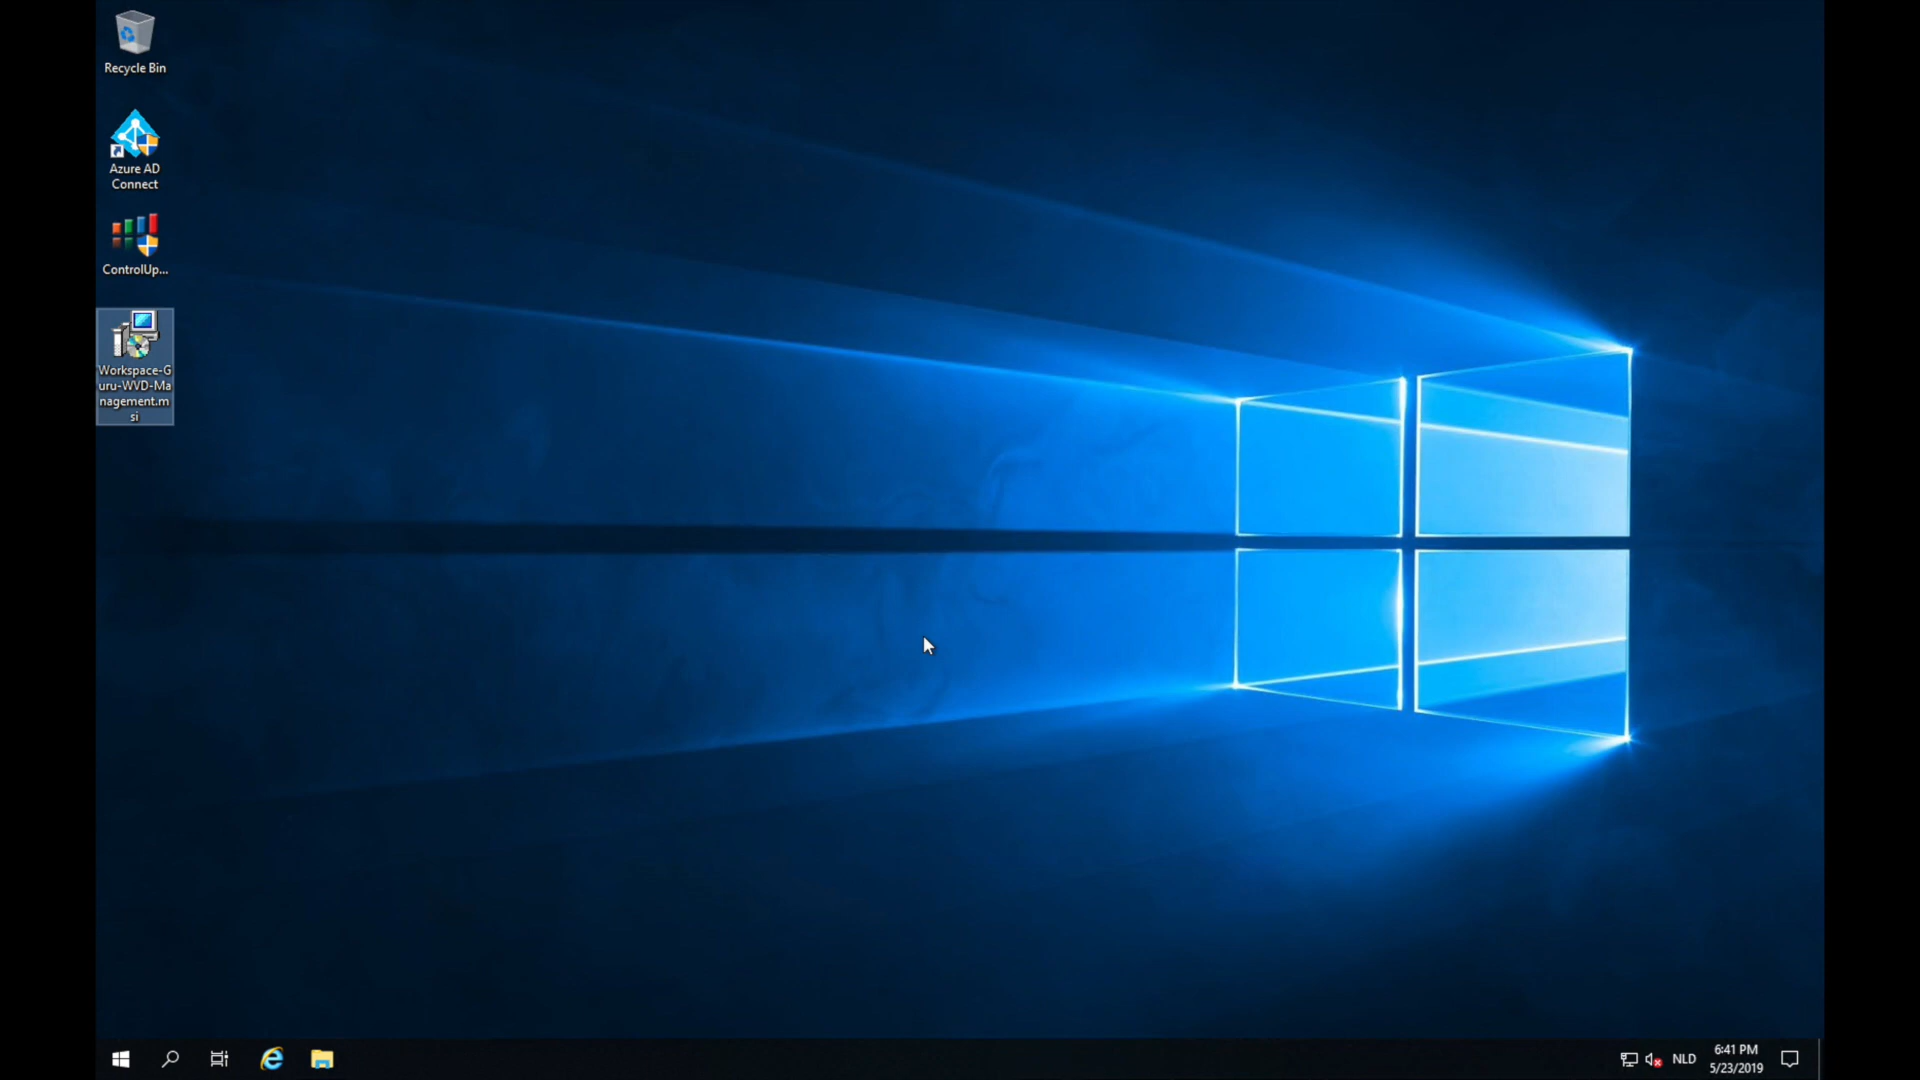 Recycle Bin
Azure AD
Connect
ControlUp...
Workspace-G
uru-WVD-Ma
nagement.m
si
NLD
6:41 PM
5/23/2019